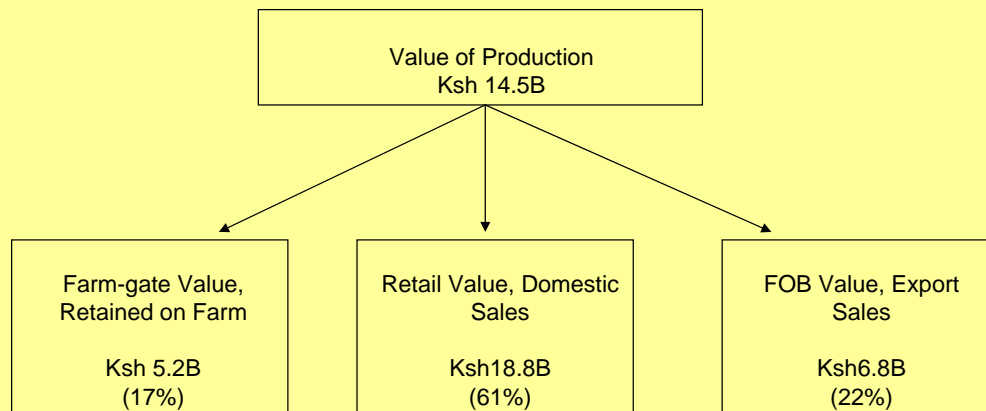 Value of Production
Ksh 14.5B
Farm-gate Value,
Retained on Farm
Ksh 5.2B
(17%)
Retail Value, Domestic
Sales
Ksh18.8B
(61%)
FOB Value, Export
Sales
Ksh6.8B
(22%)